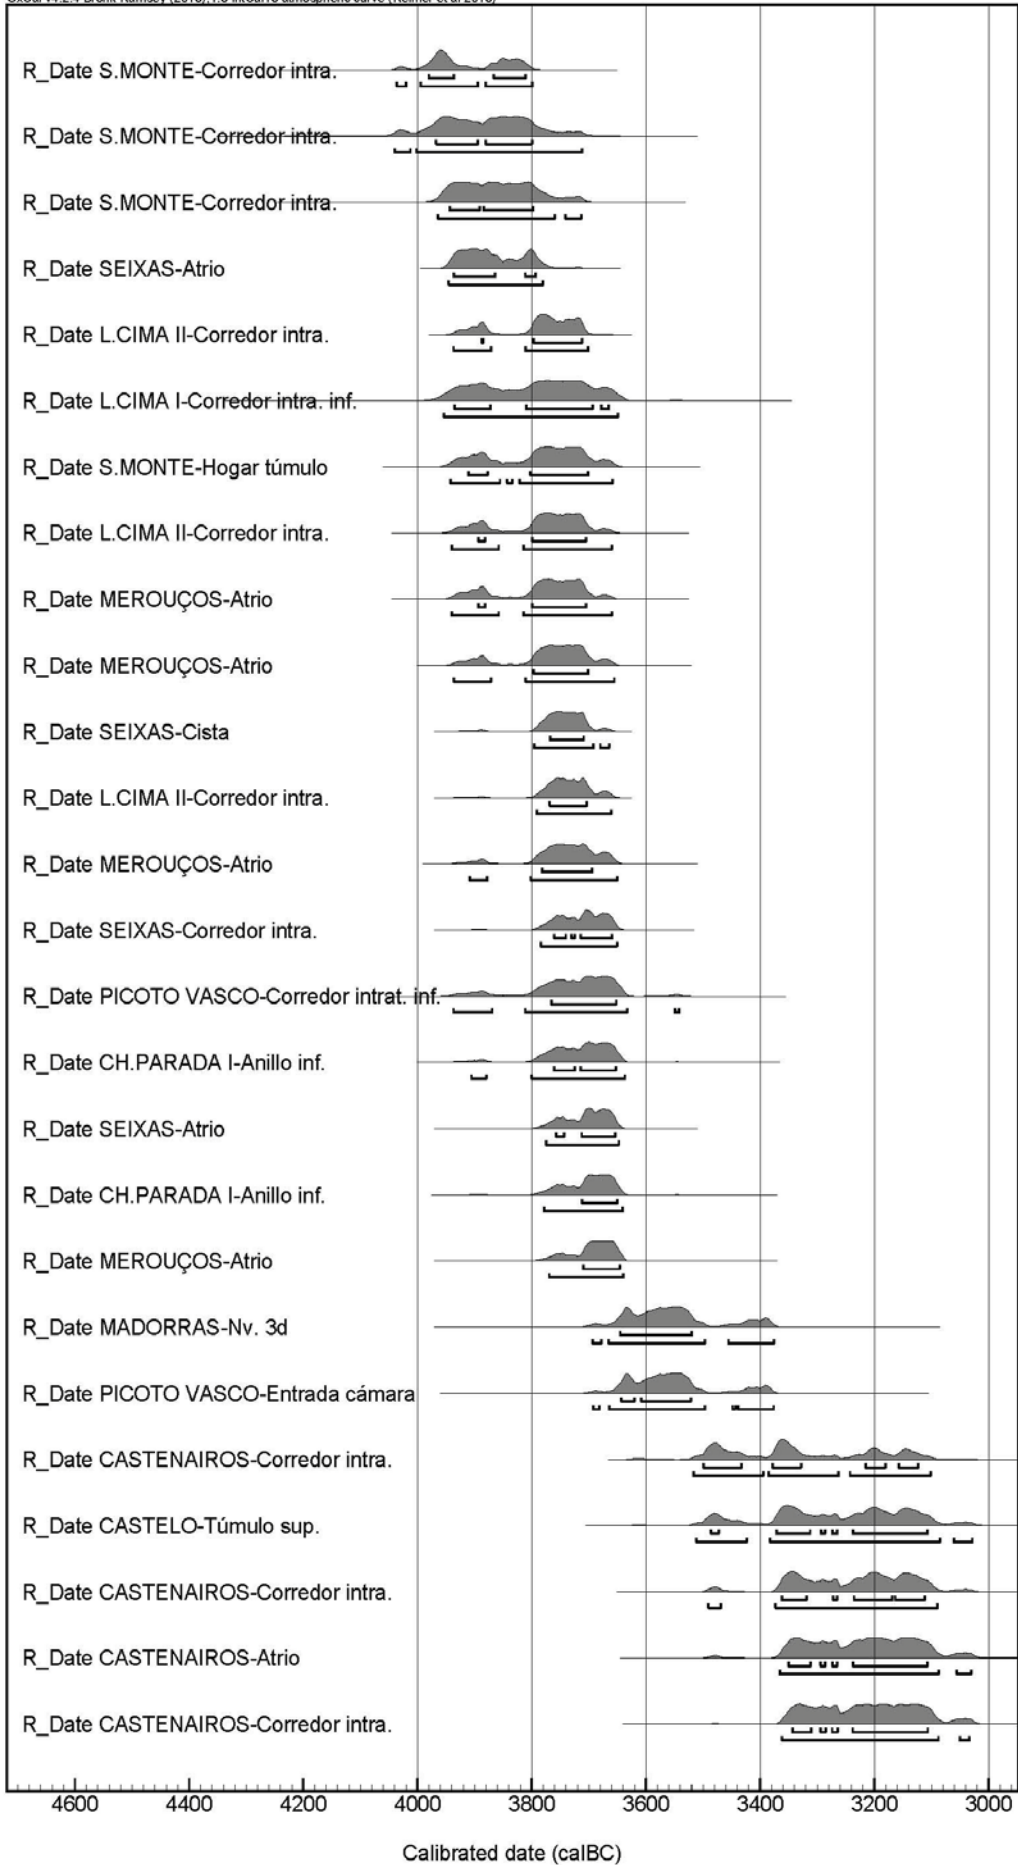 R_Date S.MONTE-Corredor intra.
R_Date S.MONTE-Corredor intra.
R_Date S.MONTE-Corredor intra.
R_Date SEIXAS-Atrio
R_Date L.CIMA II-Corredor intra.
R_Date L.CIMA I-Corredor intra. inf.
R_Date S.MONTE-Hogar túmulo
R_Date L.CIMA II-Corredor intra.
R_Date MEROUÇOS-Atrio
R_Date MEROUÇOS-Atrio
R_Date SEIXAS-Cista
R_Date L.CIMA II-Corredor intra.
R_Date MEROUÇOS-Atrio
R_Date SEIXAS-Corredor intra.
R_Date PICOTO VASCO-Corredor intrat. inf.
R_Date CH.PARADA I-Anillo inf.
R_Date SEIXAS-Atrio
R_Date CH.PARADA I-Anillo inf.
R_Date MEROUÇOS-Atrio
R_Date MADORRAS-Nv. 3d
R_Date PICOTO VASCO-Entrada cámara
R_Date CASTENAIROS-Corredor intra.
R_Date CASTELO-Túmulo sup.
R_Date CASTENAIROS-Corredor intra.
R_Date CASTENAIROS-Atrio
R_Date CASTENAIROS-Corredor intra.
4600 4400 4200 4000 3800 3600 3400 3200 3000
Calibrated date (calBC)